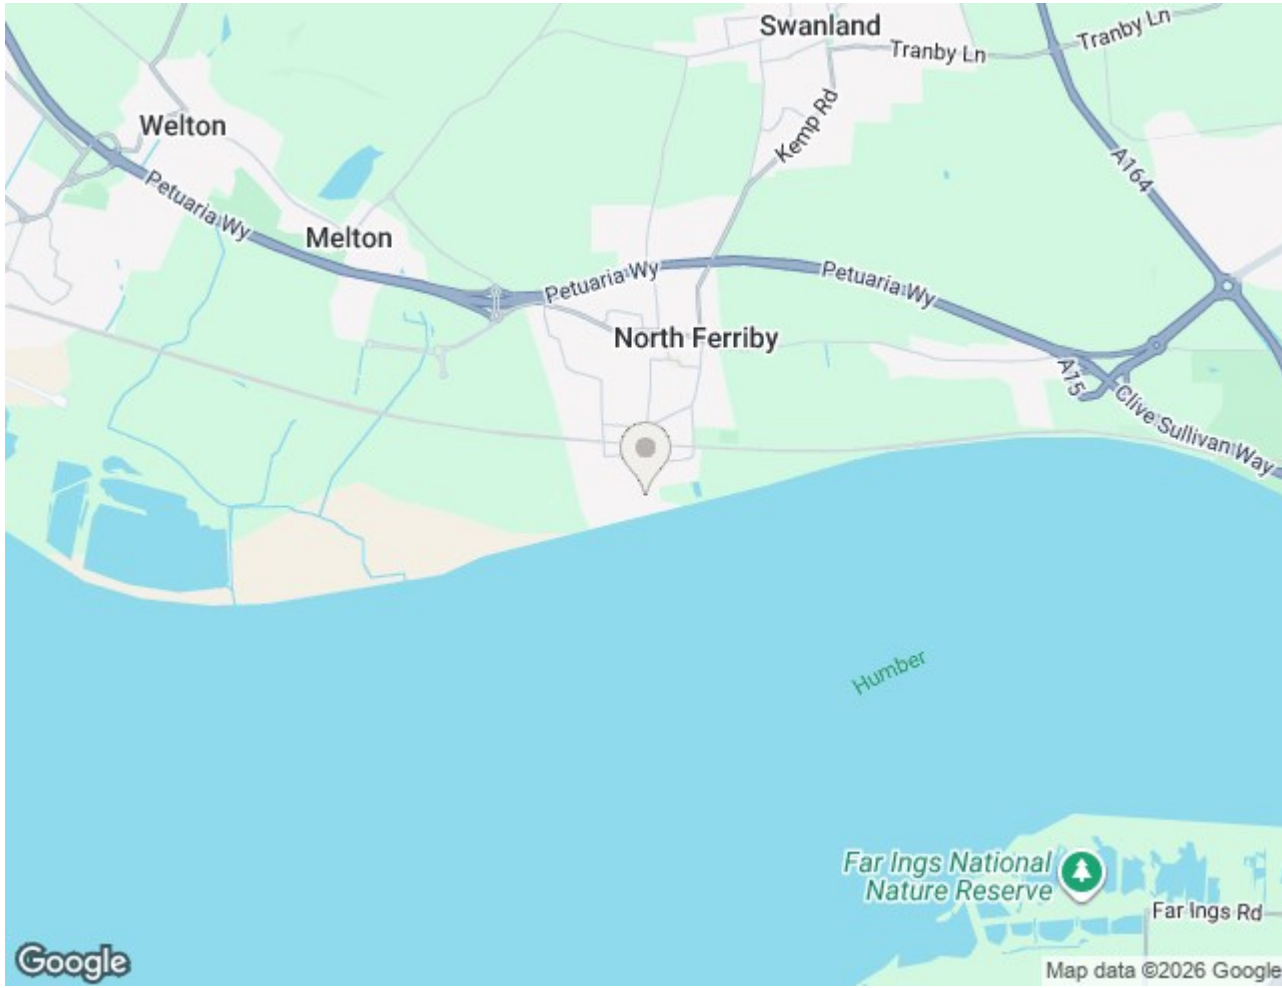 Swanland
Tranby Ln
Tranby Ln
Kemp Rd
Welton
A164
Petuaria Wy
Melton
Petuaria Wy
Petuaria Wy
North Ferriby
A15
Clive Sullivan Way
Humber
Far Ings National
Nature Reserve
Far Ings Rd
Google
Map data ©2026 Google